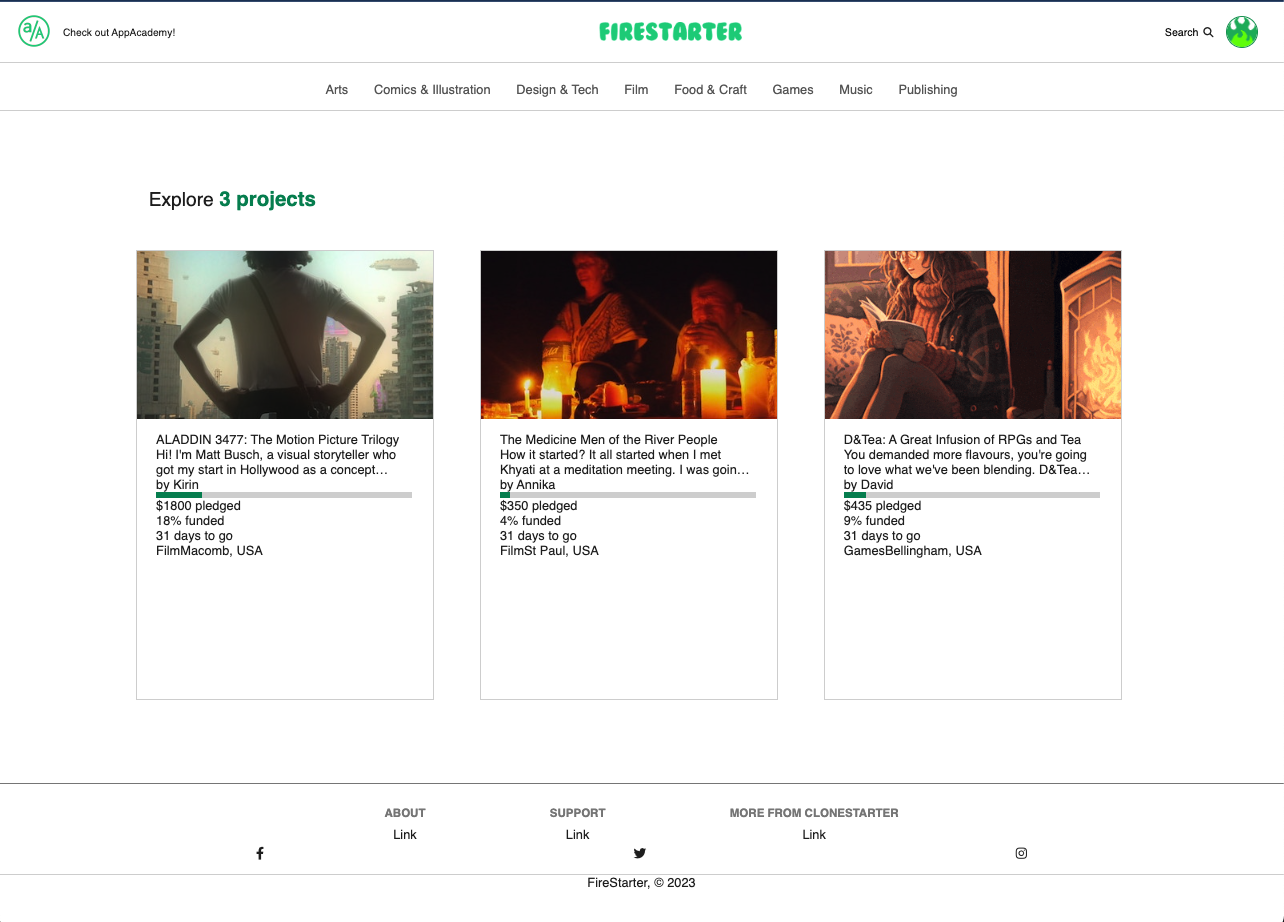 a/A Check out AppAcademy!
FIRESTARTER
Search
Arts Comics & Illustration Design & Tech Film Food & Craft Games Music Publishing
Explore 3 projects
ALADDIN 3477: The Motion Picture Trilogy
Hi! I'm Matt Busch, a visual storyteller who
got my start in Hollywood as a concept…
by Kirin
$1800 pledged
18% funded
31 days to go
FilmMacomb, USA
The Medicine Men of the River People
How it started? It all started when I met
Khyati at a meditation meeting. I was goin…
by Annika
$350 pledged
4% funded
31 days to go
FilmSt Paul, USA
D&Tea: A Great Infusion of RPGs and Tea
You demanded more flavours, you're going
to love what we've been blending. D&Tea…
by David
$435 pledged
9% funded
31 days to go
GamesBellingham, USA
ABOUT
Link
SUPPORT
Link
MORE FROM CLONESTARTER
Link
FireStarter, © 2023